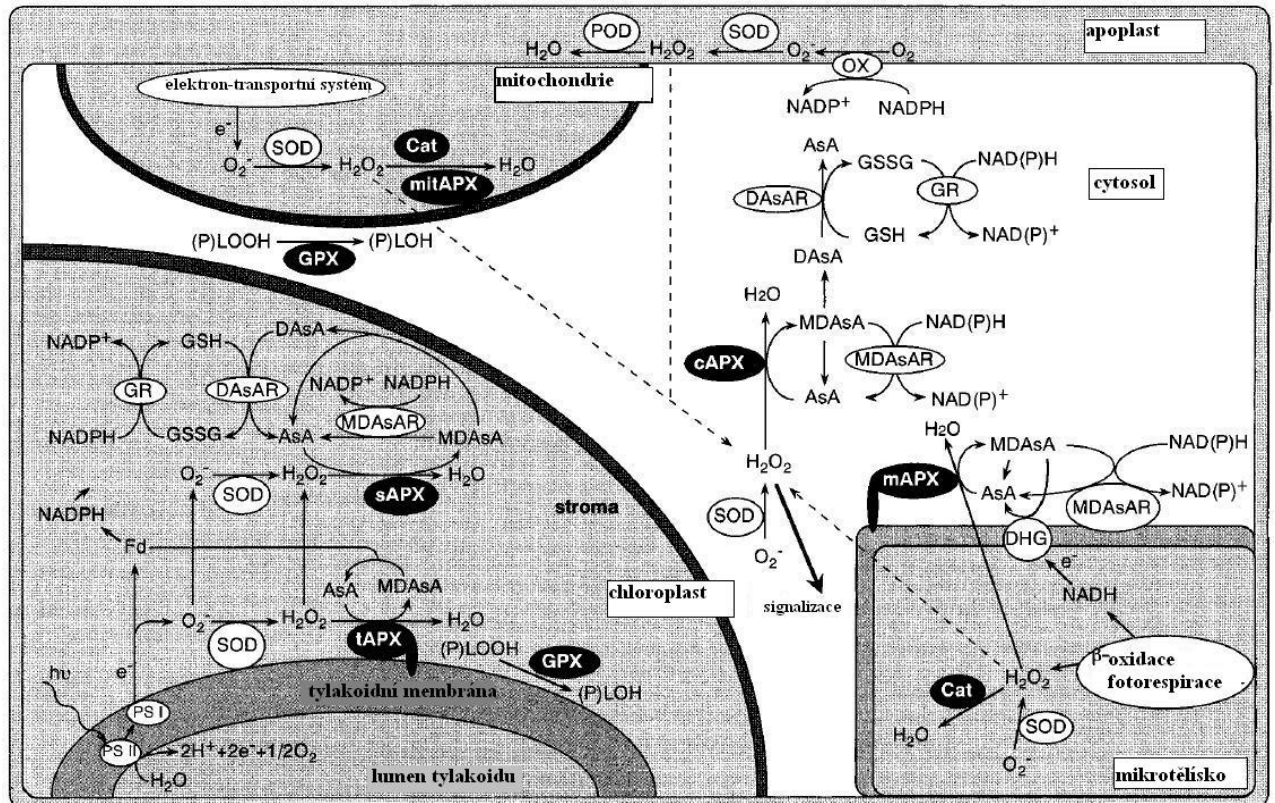 apoplast
POD
SOD
H₂O H₂O₂ O₂⁻ O₂
OX
NADP⁺ NADPH
mitochondrie
elektron-transportní systém
e⁻
SOD
Cat
O₂⁻ H₂O₂ H₂O
mitAPX
(P)LOOH (P)LOH
GPX
cytosol
AsA
GSSG NAD(P)H
DAsAR
GR
GSH NAD(P)⁺
DAsA
H₂O
MDAsA NAD(P)H
cAPX
MDAsAR
AsA NAD(P)⁺
H₂O₂
SOD
O₂⁻
signalizace
NADP⁺ GSH DAsA
GR DAsAR
NADP⁺ NADPH
MDAsAR
NADPH GSSG AsA MDAsA
O₂⁻ H₂O₂ H₂O
SOD
sAPX
stroma
NADPH
Fd
AsA MDAsA
chloroplast
O₂⁻ H₂O₂ H₂O
SOD
tAPX
(P)LOOH
GPX
(P)LOH
hυ
e⁻
tylakoidní membrána
PS I
PS II
2H⁺+2e⁻+1/2O₂
H₂O
lumen tylakoidu
H₂O
MDAsA NAD(P)H
mAPX
AsA NAD(P)⁺
MDAsAR
DHG
e⁻
NADH
β-oxidace
fotorespirace
H₂O₂
Cat
H₂O
SOD
O₂⁻
mikrotělísko